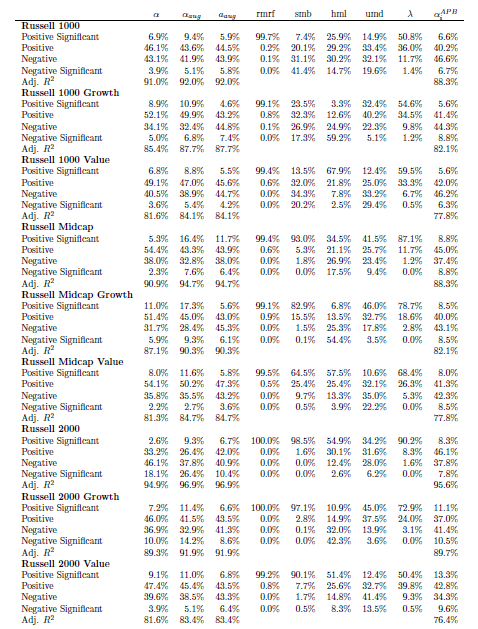 α α_aug a_aug rmrf smb hml umd λ α_i^APB
Russell 1000
Positive Significant 6.9% 9.4% 5.9% 99.7% 7.4% 25.9% 14.9% 50.8% 6.6%
Positive 46.1% 43.6% 44.5% 0.2% 20.1% 29.2% 33.4% 36.0% 40.2%
Negative 43.1% 41.9% 43.9% 0.1% 31.1% 30.2% 32.1% 11.7% 46.6%
Negative Significant 3.9% 5.1% 5.8% 0.0% 41.4% 14.7% 19.6% 1.4% 6.7%
Adj. R² 91.0% 92.0% 92.0% 88.3%
Russell 1000 Growth
Positive Significant 8.9% 10.9% 4.6% 99.1% 23.5% 3.3% 32.4% 54.6% 5.6%
Positive 52.1% 49.9% 43.2% 0.8% 32.3% 12.6% 40.2% 34.5% 41.4%
Negative 34.1% 32.4% 44.8% 0.1% 26.9% 24.9% 22.3% 9.8% 44.3%
Negative Significant 5.0% 6.8% 7.4% 0.0% 17.3% 59.2% 5.1% 1.2% 8.8%
Adj. R² 85.4% 87.7% 87.7% 82.1%
Russell 1000 Value
Positive Significant 6.8% 8.8% 5.5% 99.4% 13.5% 67.9% 12.4% 59.5% 5.6%
Positive 49.1% 47.0% 45.6% 0.6% 32.0% 21.8% 25.0% 33.3% 42.0%
Negative 40.5% 38.9% 44.7% 0.0% 34.3% 7.8% 33.2% 6.7% 46.2%
Negative Significant 3.6% 5.4% 4.2% 0.0% 20.2% 2.5% 29.4% 0.5% 6.3%
Adj. R² 81.6% 84.1% 84.1% 77.8%
Russell Midcap
Positive Significant 5.3% 16.4% 11.7% 99.4% 93.0% 34.5% 41.5% 87.1% 8.8%
Positive 54.4% 43.3% 43.9% 0.6% 5.3% 21.1% 25.7% 11.7% 45.0%
Negative 38.0% 32.8% 38.0% 0.0% 1.8% 26.9% 23.4% 1.2% 37.4%
Negative Significant 2.3% 7.6% 6.4% 0.0% 0.0% 17.5% 9.4% 0.0% 8.8%
Adj. R² 90.9% 94.7% 94.7% 88.3%
Russell Midcap Growth
Positive Significant 11.0% 17.3% 5.6% 99.1% 82.9% 6.8% 46.0% 78.7% 8.5%
Positive 51.4% 45.0% 43.0% 0.9% 15.5% 13.5% 32.7% 18.6% 40.0%
Negative 31.7% 28.4% 45.3% 0.0% 1.5% 25.3% 17.8% 2.8% 43.1%
Negative Significant 5.9% 9.3% 6.1% 0.0% 0.1% 54.4% 3.5% 0.0% 8.5%
Adj. R² 87.1% 90.3% 90.3% 82.1%
Russell Midcap Value
Positive Significant 8.0% 11.6% 5.8% 99.5% 64.5% 57.5% 10.6% 68.4% 8.0%
Positive 54.1% 50.2% 47.3% 0.5% 25.4% 25.4% 32.1% 26.3% 41.3%
Negative 35.8% 35.5% 43.2% 0.0% 9.7% 13.3% 35.0% 5.3% 42.3%
Negative Significant 2.2% 2.7% 3.6% 0.0% 0.5% 3.9% 22.2% 0.0% 8.5%
Adj. R² 81.3% 84.7% 84.7% 77.8%
Russell 2000
Positive Significant 2.6% 9.3% 6.7% 100.0% 98.5% 54.9% 34.2% 90.2% 8.3%
Positive 33.2% 26.4% 42.0% 0.0% 1.6% 30.1% 31.6% 8.3% 46.1%
Negative 46.1% 37.8% 40.9% 0.0% 0.0% 12.4% 28.0% 1.6% 37.8%
Negative Significant 18.1% 26.4% 10.4% 0.0% 0.0% 2.6% 6.2% 0.0% 7.8%
Adj. R² 94.9% 96.9% 96.9% 95.6%
Russell 2000 Growth
Positive Significant 7.2% 11.4% 6.6% 100.0% 97.1% 10.9% 45.0% 72.9% 11.1%
Positive 46.0% 41.5% 43.5% 0.0% 2.8% 14.9% 37.5% 24.0% 37.0%
Negative 36.9% 32.9% 41.3% 0.0% 0.1% 32.0% 13.9% 3.1% 41.4%
Negative Significant 10.0% 14.2% 8.6% 0.0% 0.0% 42.3% 3.6% 0.0% 10.5%
Adj. R² 89.3% 91.9% 91.9% 89.7%
Russell 2000 Value
Positive Significant 9.1% 11.0% 6.8% 99.2% 90.1% 51.4% 12.4% 50.4% 13.3%
Positive 47.4% 45.4% 43.5% 0.8% 7.7% 25.6% 32.7% 39.8% 42.8%
Negative 39.6% 38.5% 43.3% 0.0% 1.7% 14.8% 41.4% 9.3% 34.3%
Negative Significant 3.9% 5.1% 6.4% 0.0% 0.5% 8.3% 13.5% 0.5% 9.6%
Adj. R² 81.6% 83.4% 83.4% 76.4%